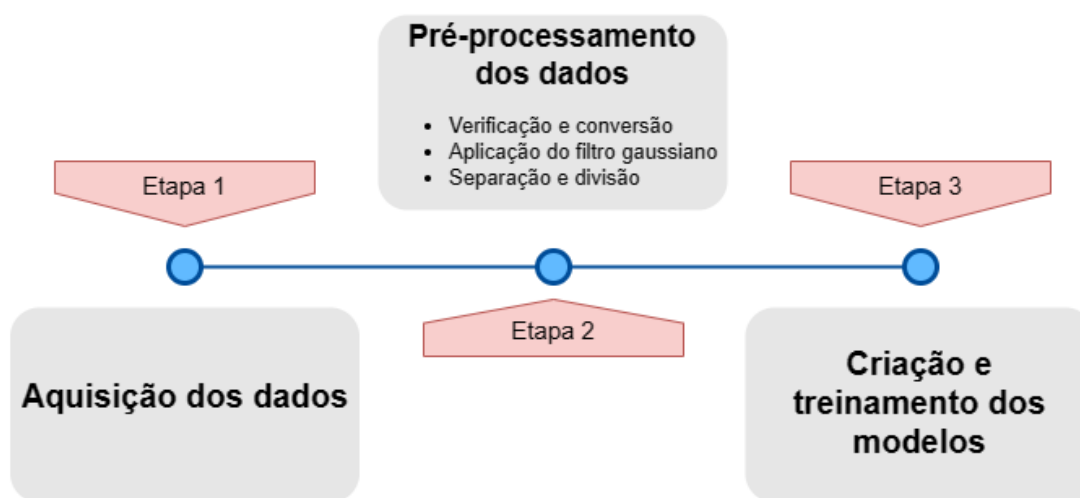 Pré-processamento
dos dados
• Verificação e conversão
• Aplicação do filtro gaussiano
• Separação e divisão
Etapa 1
Etapa 3
Etapa 2
Aquisição dos dados
Criação e
treinamento dos
modelos